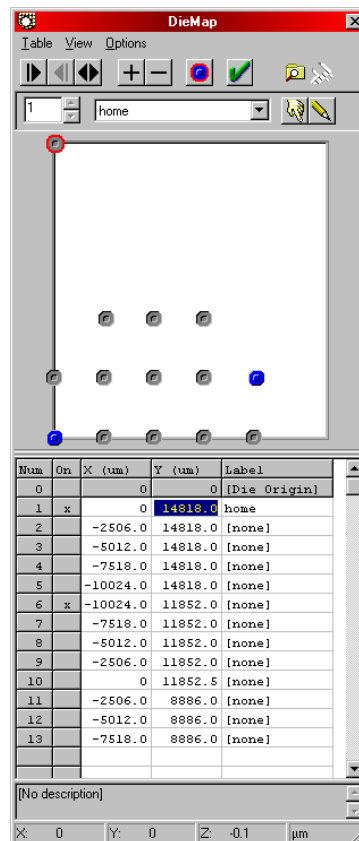 DieMap
Table View Options
1 home
Num On X (um) Y (um) Label
0 0 0 [Die Origin]
1 x 0 14818.0 home
2 -2506.0 14818.0 [none]
3 -5012.0 14818.0 [none]
4 -7518.0 14818.0 [none]
5 -10024.0 14818.0 [none]
6 x -10024.0 11852.0 [none]
7 -7518.0 11852.0 [none]
8 -5012.0 11852.0 [none]
9 -2506.0 11852.0 [none]
10 0 11852.5 [none]
11 -2506.0 8886.0 [none]
12 -5012.0 8886.0 [none]
13 -7518.0 8886.0 [none]
[No description]
X: 0 Y: 0 Z: -0.1 µm